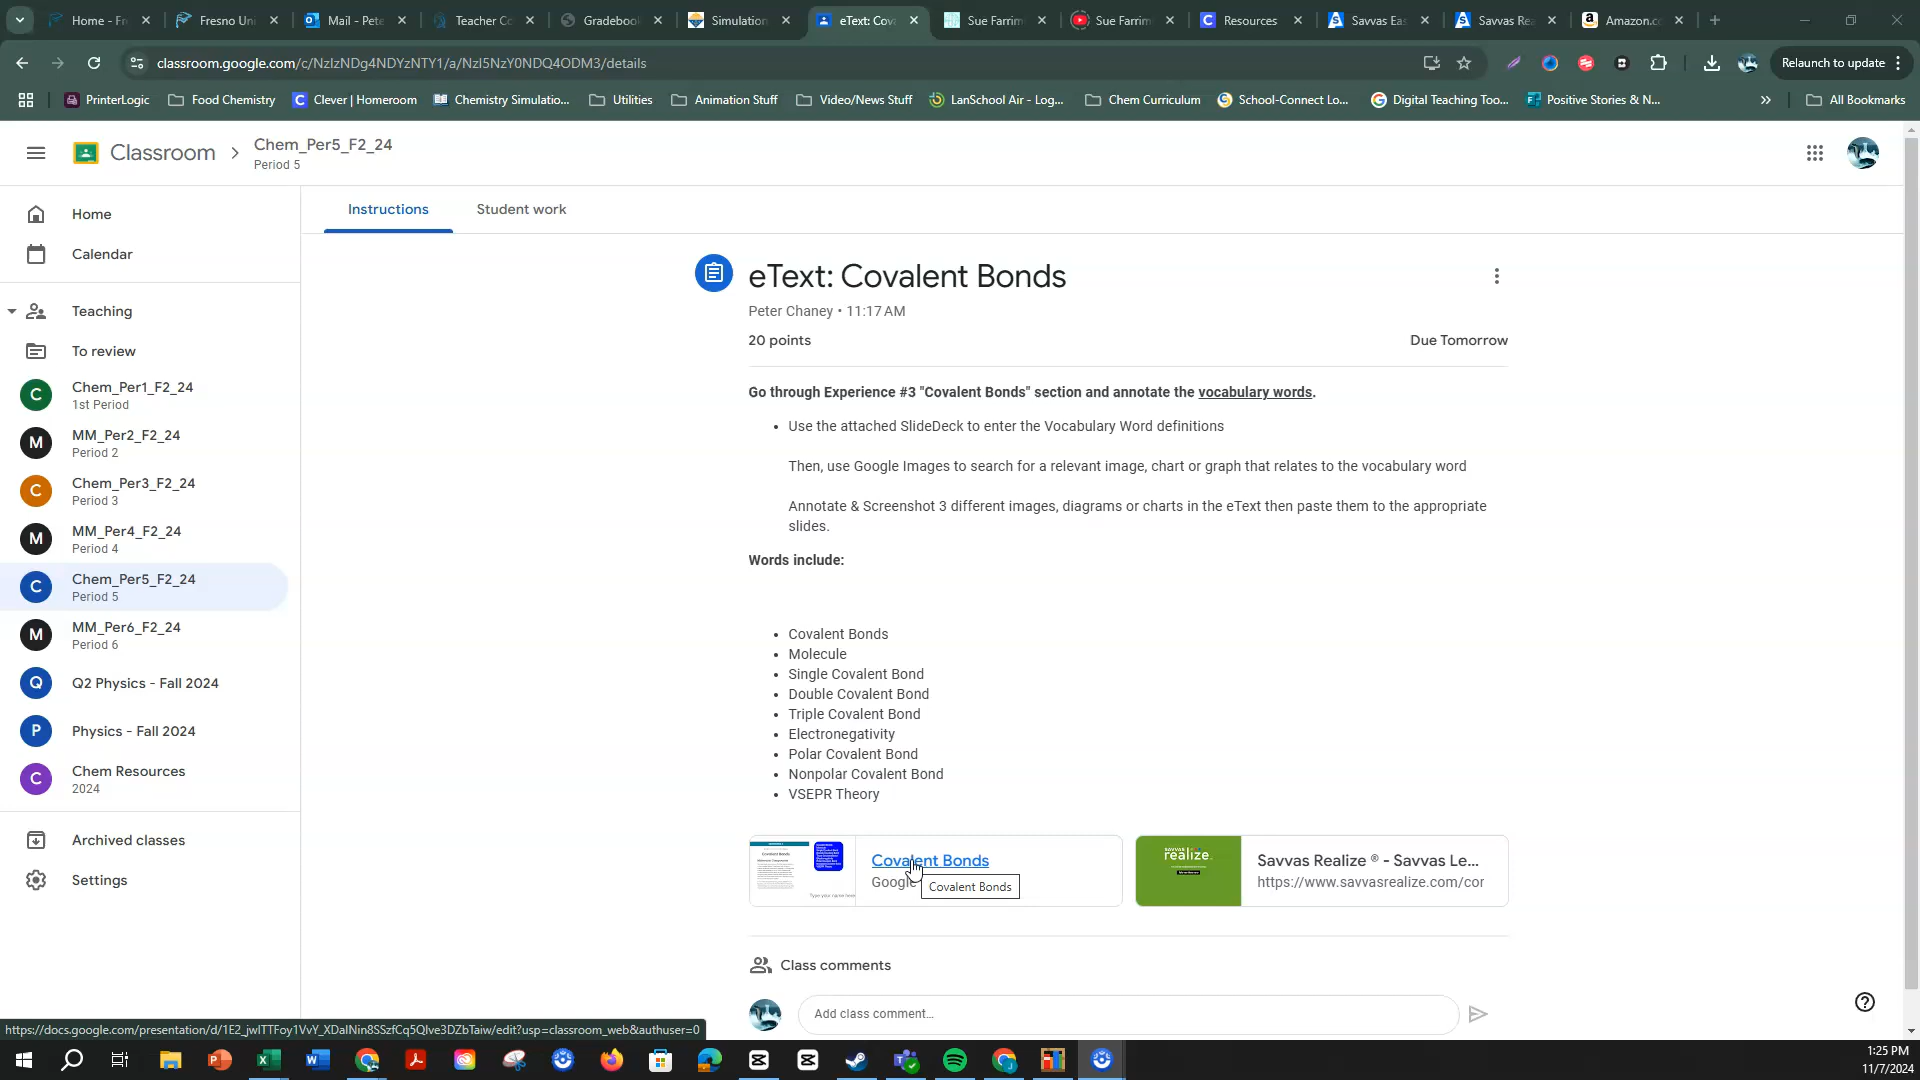 Home - Fr
Fresno Uni
Mail - Pete
Teacher Co
Gradebook
Simulation
eText: Cov
Sue Farrim
Sue Farrim
Resources
Savvas Eas
Savvas Rea
Amazon.co
classroom.google.com/c/NzIzNDg4NDYzNTY1/a/NzI5NzY0NDQ4ODM3/details
Relaunch to update
PrinterLogic
Food Chemistry
Clever | Homeroom
Chemistry Simulatio...
Utilities
Animation Stuff
Video/News Stuff
LanSchool Air - Log...
Chem Curriculum
School-Connect Lo...
Digital Teaching Too...
Positive Stories & N...
All Bookmarks
Classroom
Chem_Per5_F2_24
Period 5
Home
Calendar
Teaching
To review
C
Chem_Per1_F2_24
1st Period
M
MM_Per2_F2_24
Period 2
C
Chem_Per3_F2_24
Period 3
M
MM_Per4_F2_24
Period 4
C
Chem_Per5_F2_24
Period 5
M
MM_Per6_F2_24
Period 6
Q
Q2 Physics - Fall 2024
P
Physics - Fall 2024
C
Chem Resources
2024
Archived classes
Settings
Instructions
Student work
eText: Covalent Bonds
Peter Chaney • 11:17 AM
20 points
Due Tomorrow
Go through Experience #3 "Covalent Bonds" section and annotate the vocabulary words.
• Use the attached SlideDeck to enter the Vocabulary Word definitions
Then, use Google Images to search for a relevant image, chart or graph that relates to the vocabulary word
Annotate & Screenshot 3 different images, diagrams or charts in the eText then paste them to the appropriate
slides.
Words include:
• Covalent Bonds
• Molecule
• Single Covalent Bond
• Double Covalent Bond
• Triple Covalent Bond
• Electronegativity
• Polar Covalent Bond
• Nonpolar Covalent Bond
• VSEPR Theory
Covalent Bonds
Type your name here
Covalent Bonds
Google
Covalent Bonds
realize
Savvas Realize ® - Savvas Le...
https://www.savvasrealize.com/cor
Class comments
Add class comment...
1:25 PM
11/7/2024